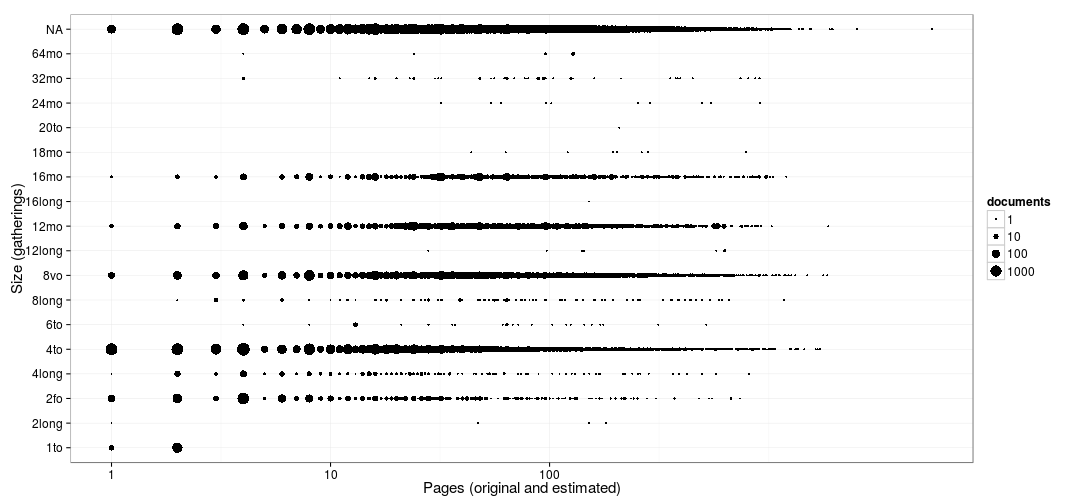 NA
64mo
32mo
24mo
20to
18mo
16mo
16long
12mo
12long
8vo
8long
6to
4to
4long
2fo
2long
1to
Size (gatherings)
1
10
100
Pages (original and estimated)
documents
1
10
100
1000